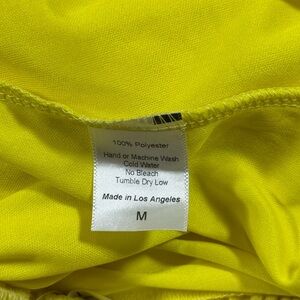 100% Polyester
Hand or Machine Wash
Cold Water
No Bleach
Tumble Dry Low
Made in Los Angeles
M